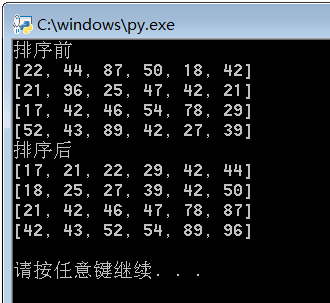 C:\windows\py.exe
排序前
[22, 44, 87, 50, 18, 42]
[21, 96, 25, 47, 42, 21]
[17, 42, 46, 54, 78, 29]
[52, 43, 89, 42, 27, 39]
排序后
[17, 21, 22, 29, 42, 44]
[18, 25, 27, 39, 42, 50]
[21, 42, 46, 47, 78, 87]
[42, 43, 52, 54, 89, 96]
请按任意键继续. . .